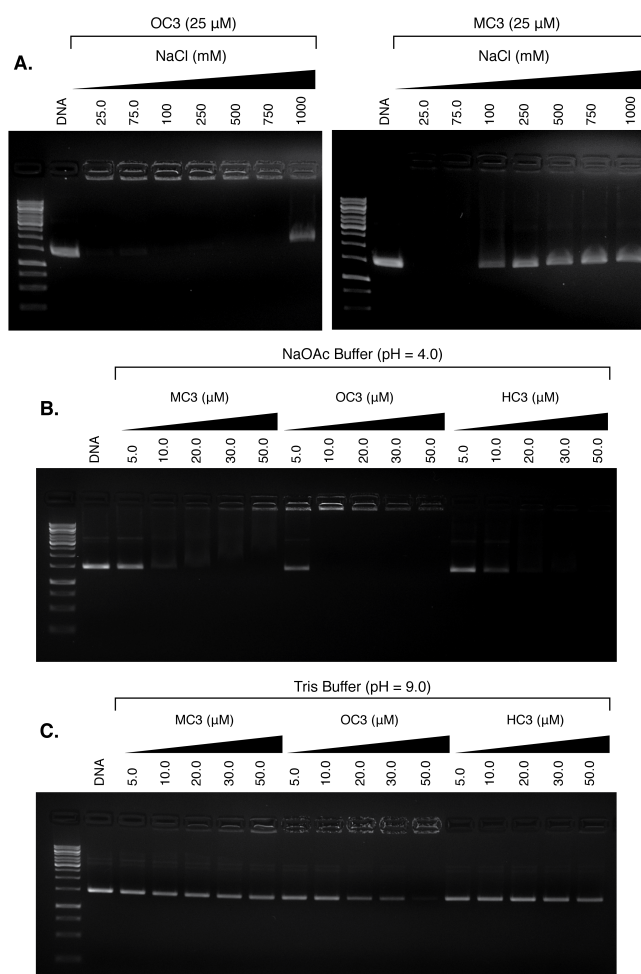 OC3 (25 µM)
MC3 (25 µM)
A.
NaCl (mM)
NaCl (mM)
DNA 25.0 75.0 100 250 500 750 1000
DNA 25.0 75.0 100 250 500 750 1000
NaOAc Buffer (pH = 4.0)
B.
MC3 (µM) OC3 (µM) HC3 (µM)
DNA 5.0 10.0 20.0 30.0 50.0 5.0 10.0 20.0 30.0 50.0 5.0 10.0 20.0 30.0 50.0
Tris Buffer (pH = 9.0)
C.
MC3 (µM) OC3 (µM) HC3 (µM)
DNA 5.0 10.0 20.0 30.0 50.0 5.0 10.0 20.0 30.0 50.0 5.0 10.0 20.0 30.0 50.0